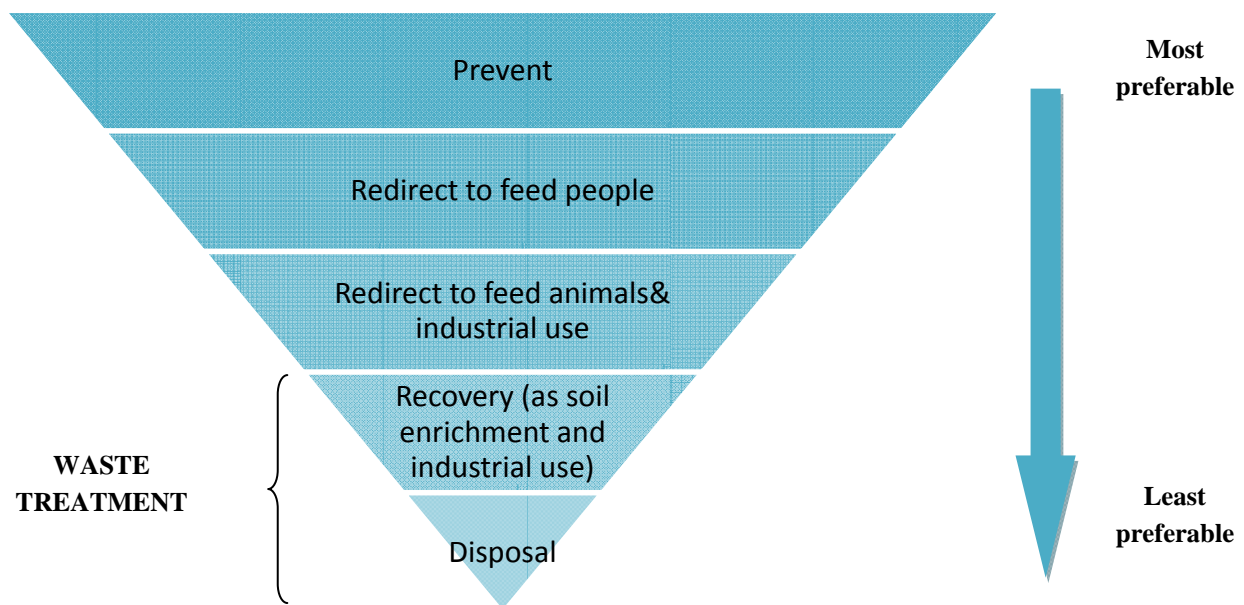 Prevent
Redirect to feed people
Redirect to feed animals&
industrial use
Recovery (as soil
enrichment and
industrial use)
Disposal
WASTE
TREATMENT
Most
preferable
Least
preferable